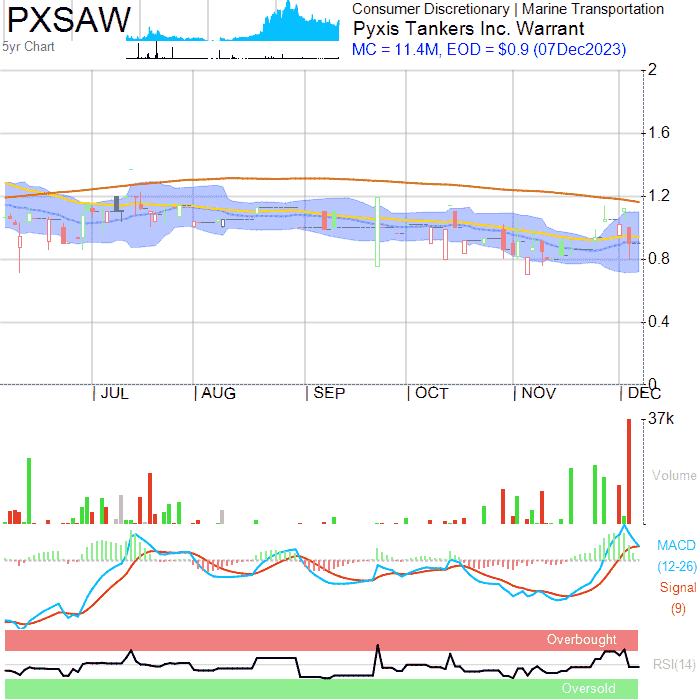 PXSAW
5yr Chart
Consumer Discretionary | Marine Transportation
Pyxis Tankers Inc. Warrant
MC = 11.4M, EOD = $0.9 (07Dec2023)
2
1.6
1.2
0.8
0.4
0
JUL AUG SEP OCT NOV DEC
37k
Volume
MACD
(12-26)
Signal
(9)
Overbought
RSI(14)
Oversold